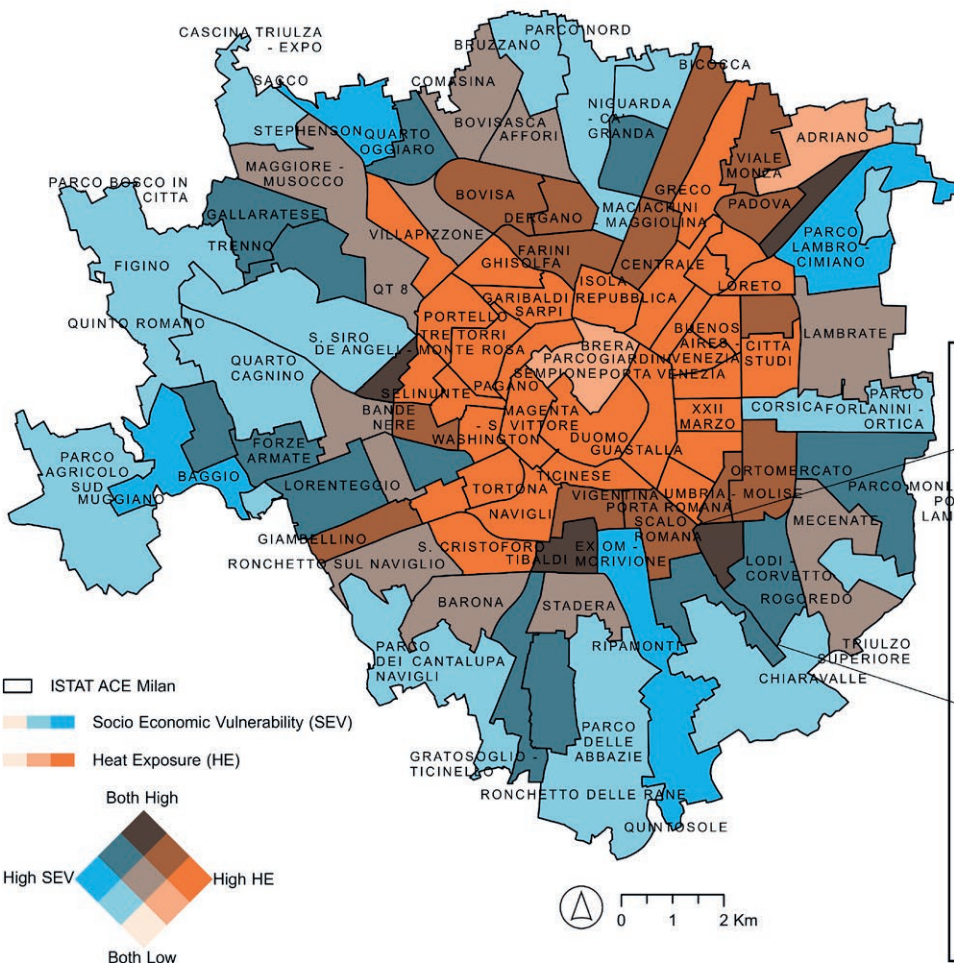 CASCINA TRIULZA
- EXPO
PARCO NORD
BRUZZANO
BICOCCA
SACCO
COMASINA
NIGUARDA
- CA'
GRANDA
STEPHENSON
QUARTO
OGGIARO
BOVISASCA
AFFORI
ADRIANO
VIALE
MONZA
MAGGIORE -
MUSOCCO
PARCO BOSCO IN
CITTA
BOVISA
GRECO
PADOVA
GALLARATESE
DERGANO
MACIACHINI
- MAGGIOLINA
PARCO
LAMBRO -
CIMIANO
TRENNO
VILLAPIZZONE
FARINI
GHISOLFA
CENTRALE
FIGINO
QT 8
ISOLA
LORETO
GARIBALDI
SARPI
REPUBBLICA
QUINTO ROMANO
PORTELLO
BUENOS
AIRES -
VENEZIA
LAMBRATE
S. SIRO
DE ANGELI -
MONTE ROSA
TRE TORRI
BRERA
CITTA
STUDI
QUARTO
CAGNINO
PARCO
SEMPIONE
GIARDINI
PORTA VENEZIA
SELINUNTE
PAGANO
BANDE
NERE
MAGENTA
- S.
VITTORE
XXII
MARZO
CORSICA
PARCO
FORLANINI -
ORTICA
WASHINGTON
DUOMO
GUASTALLA
FORZE
ARMATE
PARCO
AGRICOLO
SUD
BAGGIO
TICINESE
ORTOMERCATO
MUGGIANO
LORENTEGGIO
TORTONA
VIGENTINA
UMBRIA -
MOLISE
PARCO MONL
PO
LAM
NAVIGLI
PORTA ROMANA
SCALO
ROMANA
MECENATE
GIAMBELLINO
RONCHETTO SUL NAVIGLIO
S. CRISTOFORO
TIBALDI
EX OM -
MORIVIONE
LODI -
CORVETTO
ROGOREDO
BARONA
STADERA
RIPAMONTI
TRIULZO
SUPERIORE
PARCO
DEI
NAVIGLI
CANTALUPA
CHIARAVALLE
PARCO
DELLE
ABBAZIE
GRATOSOGLIO -
TICINELLO
RONCHETTO DELLE RANE
QUINTOSOLE
ISTAT ACE Milan
Socio Economic Vulnerability (SEV)
Heat Exposure (HE)
Both High
High SEV
High HE
Both Low
0 1 2 Km